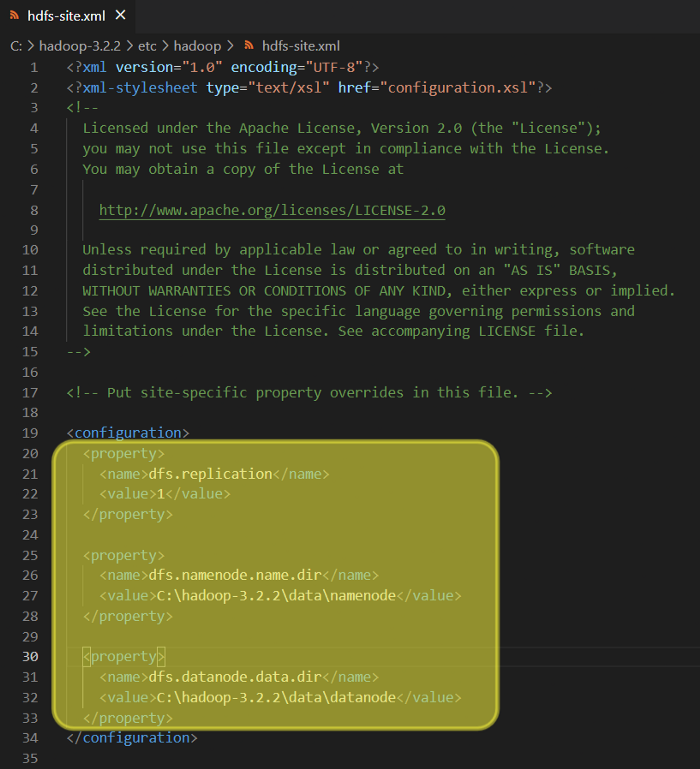 hdfs-site.xml ×
C: > hadoop-3.2.2 > etc > hadoop > hdfs-site.xml
1 <?xml version="1.0" encoding="UTF-8"?>
2 <?xml-stylesheet type="text/xsl" href="configuration.xsl"?>
3 <!--
4   Licensed under the Apache License, Version 2.0 (the "License");
5   you may not use this file except in compliance with the License.
6   You may obtain a copy of the License at
7
8     http://www.apache.org/licenses/LICENSE-2.0
9
10   Unless required by applicable law or agreed to in writing, software
11   distributed under the License is distributed on an "AS IS" BASIS,
12   WITHOUT WARRANTIES OR CONDITIONS OF ANY KIND, either express or implied.
13   See the License for the specific language governing permissions and
14   limitations under the License. See accompanying LICENSE file.
15 -->
16
17 <!-- Put site-specific property overrides in this file. -->
18
19 <configuration>
20   <property>
21     <name>dfs.replication</name>
22     <value>1</value>
23   </property>
24
25   <property>
26     <name>dfs.namenode.name.dir</name>
27     <value>C:\hadoop-3.2.2\data\namenode</value>
28   </property>
29
30   <property>
31     <name>dfs.datanode.data.dir</name>
32     <value>C:\hadoop-3.2.2\data\datanode</value>
33   </property>
34 </configuration>
35